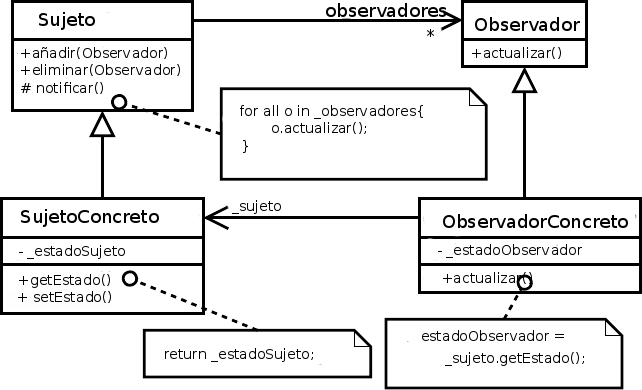 Sujeto
observadores
*
Observador
+añadir(Observador)
+eliminar(Observador)
# notificar()
+actualizar()
for all o in _observadores{
o.actualizar();
}
SujetoConcreto
- _estadoSujeto
+getEstado()
+ setEstado()
_sujeto
ObservadorConcreto
- _estadoObservador
+actualizar()
return _estadoSujeto;
estadoObservador =
_sujeto.getEstado();